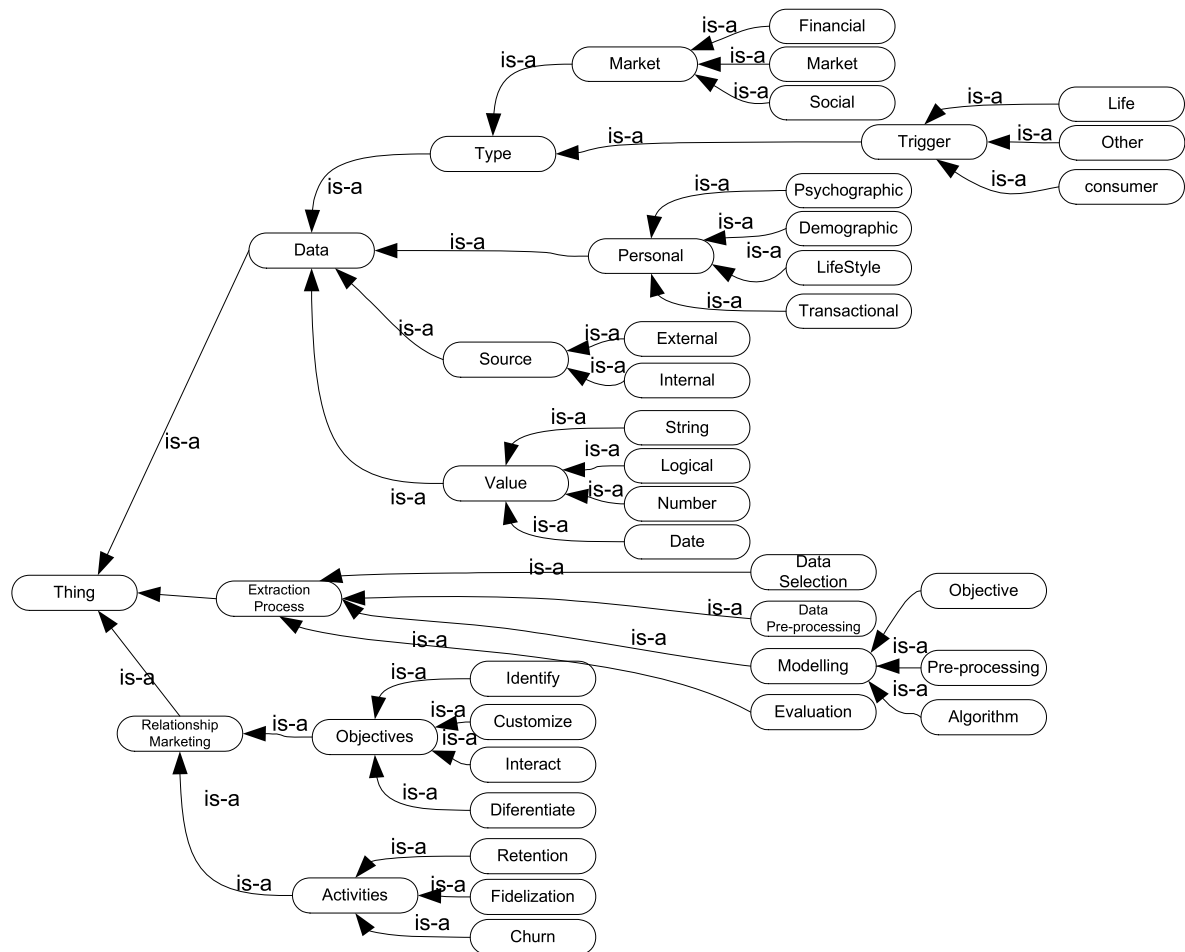 Financial
is-a
is-a
Market
is-a
Market
is-a
Social
is-a
Life
is-a
Type
is-a
Trigger
is-a
Other
is-a
consumer
is-a
is-a
Psychographic
is-a
Demographic
Data
is-a
Personal
is-a
LifeStyle
is-a
Transactional
is-a
Source
is-a
External
is-a
Internal
is-a
String
is-a
is-a
Logical
is-a
Value
is-a
Number
is-a
Date
Thing
Extraction
Process
is-a
Data
Selection
is-a
Data
Pre-processing
Objective
is-a
is-a
Modelling
is-a
Pre-processing
is-a
Algorithm
Evaluation
is-a
Relationship
Marketing
is-a
Objectives
is-a
Identify
is-a
Customize
is-a
Interact
is-a
Diferentiate
is-a
is-a
Activities
is-a
Retention
is-a
Fidelization
is-a
Churn